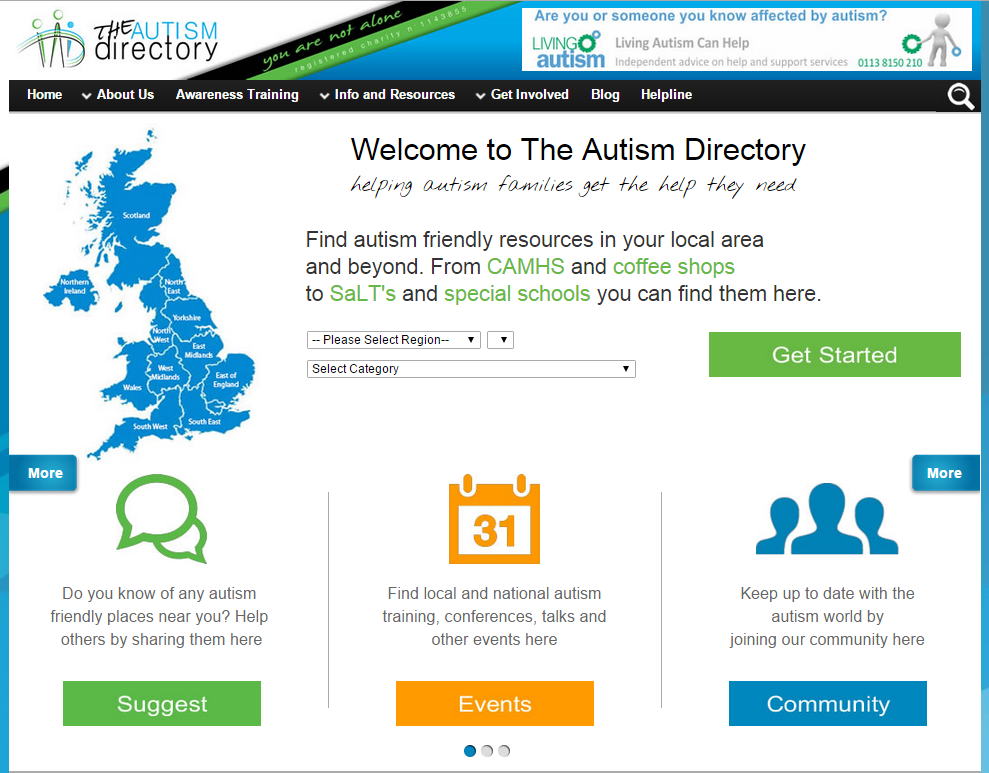 THE AUTISM
directory
you are not alone
registered charity n. 1143855
Are you or someone you know affected by autism?
LIVING
autism
Living Autism Can Help
Independent advice on help and support services
0113 8150 210
Home
About Us
Awareness Training
Info and Resources
Get Involved
Blog
Helpline
Welcome to The Autism Directory
helping autism families get the help they need
Scotland
Northern
Ireland
North
East
Yorkshire
North
West
East
Midlands
West
Midlands
East of
England
Wales
South West
South East
Find autism friendly resources in your local area
and beyond. From CAMHS and coffee shops
to SaLT's and special schools you can find them here.
-- Please Select Region--
Select Category
Get Started
More
More
31
Do you know of any autism
friendly places near you? Help
others by sharing them here
Suggest
Find local and national autism
training, conferences, talks and
other events here
Events
Keep up to date with the
autism world by
joining our community here
Community